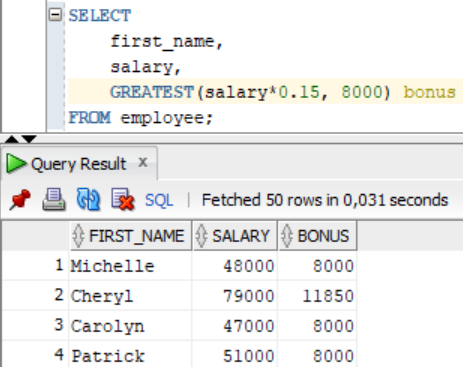 SELECT
first_name,
salary,
GREATEST(salary*0.15, 8000) bonus
FROM employee;
Query Result x
SQL | Fetched 50 rows in 0,031 seconds
FIRST_NAME SALARY BONUS
1 Michelle 48000 8000
2 Cheryl 79000 11850
3 Carolyn 47000 8000
4 Patrick 51000 8000